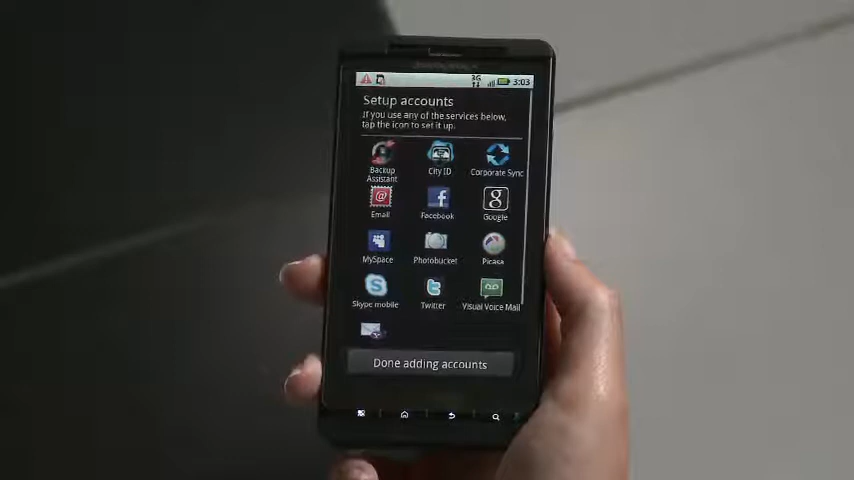 3G 3:03
Setup accounts
If you use any of the services below,
tap the icon to set it up.
Backup
Assistant
City ID
Corporate Sync
Email
Facebook
Google
MySpace
Photobucket
Picasa
Skype mobile
Twitter
Visual Voice Mail
Done adding accounts